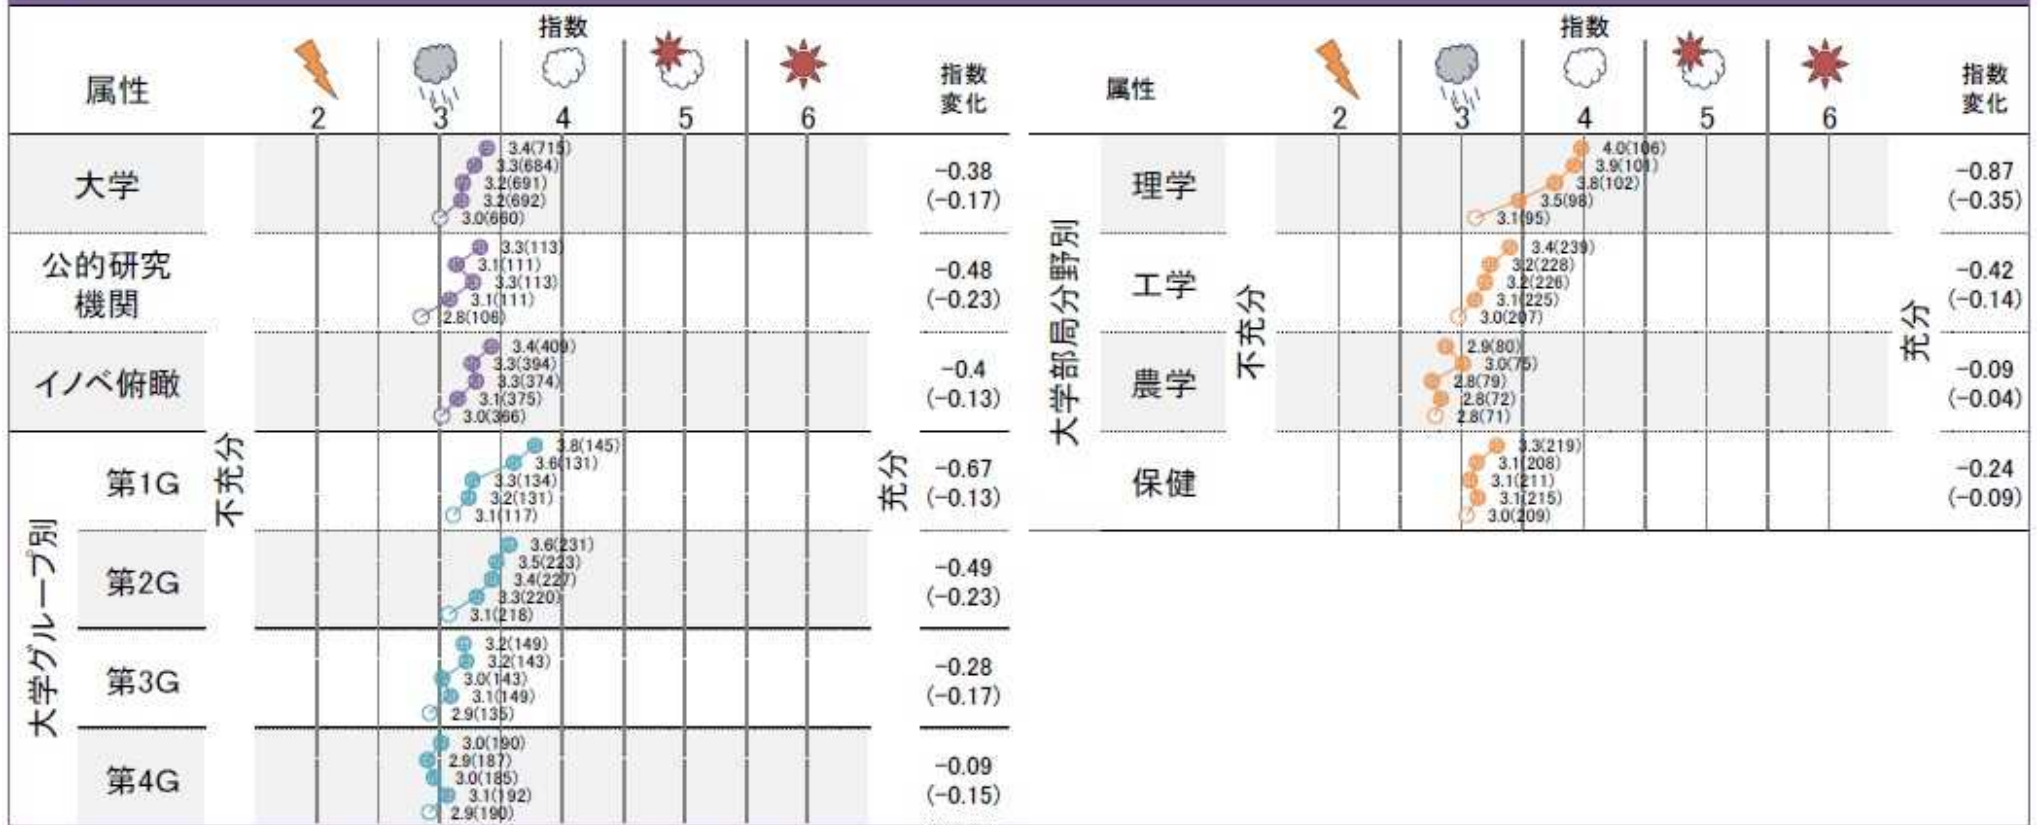 属性
指数
2 3 4 5 6
指数
変化
不充分
充分
大学
3.4(715)
3.3(684)
3.2(691)
3.2(692)
3.0(660)
-0.38
(-0.17)
公的研究
機関
3.3(113)
3.1(111)
3.3(113)
3.1(111)
2.8(106)
-0.48
(-0.23)
イノベ俯瞰
3.4(409)
3.3(394)
3.3(374)
3.1(375)
3.0(366)
-0.4
(-0.13)
大学グループ別
第1G
3.8(145)
3.6(131)
3.3(134)
3.2(131)
3.1(117)
-0.67
(-0.13)
第2G
3.6(231)
3.5(223)
3.4(227)
3.3(220)
3.1(218)
-0.49
(-0.23)
第3G
3.2(149)
3.2(143)
3.0(143)
3.1(149)
2.9(135)
-0.28
(-0.17)
第4G
3.0(190)
2.9(187)
3.0(185)
3.1(192)
2.9(190)
-0.09
(-0.15)
属性
指数
2 3 4 5 6
指数
変化
大学部局分野別
不充分
充分
理学
4.0(106)
3.9(101)
3.8(102)
3.5(98)
3.1(95)
-0.87
(-0.35)
工学
3.4(239)
3.2(228)
3.2(226)
3.1(225)
3.0(207)
-0.42
(-0.14)
農学
2.9(80)
3.0(75)
2.8(79)
2.8(72)
2.8(71)
-0.09
(-0.04)
保健
3.3(219)
3.1(208)
3.1(211)
3.1(215)
3.0(209)
-0.24
(-0.09)